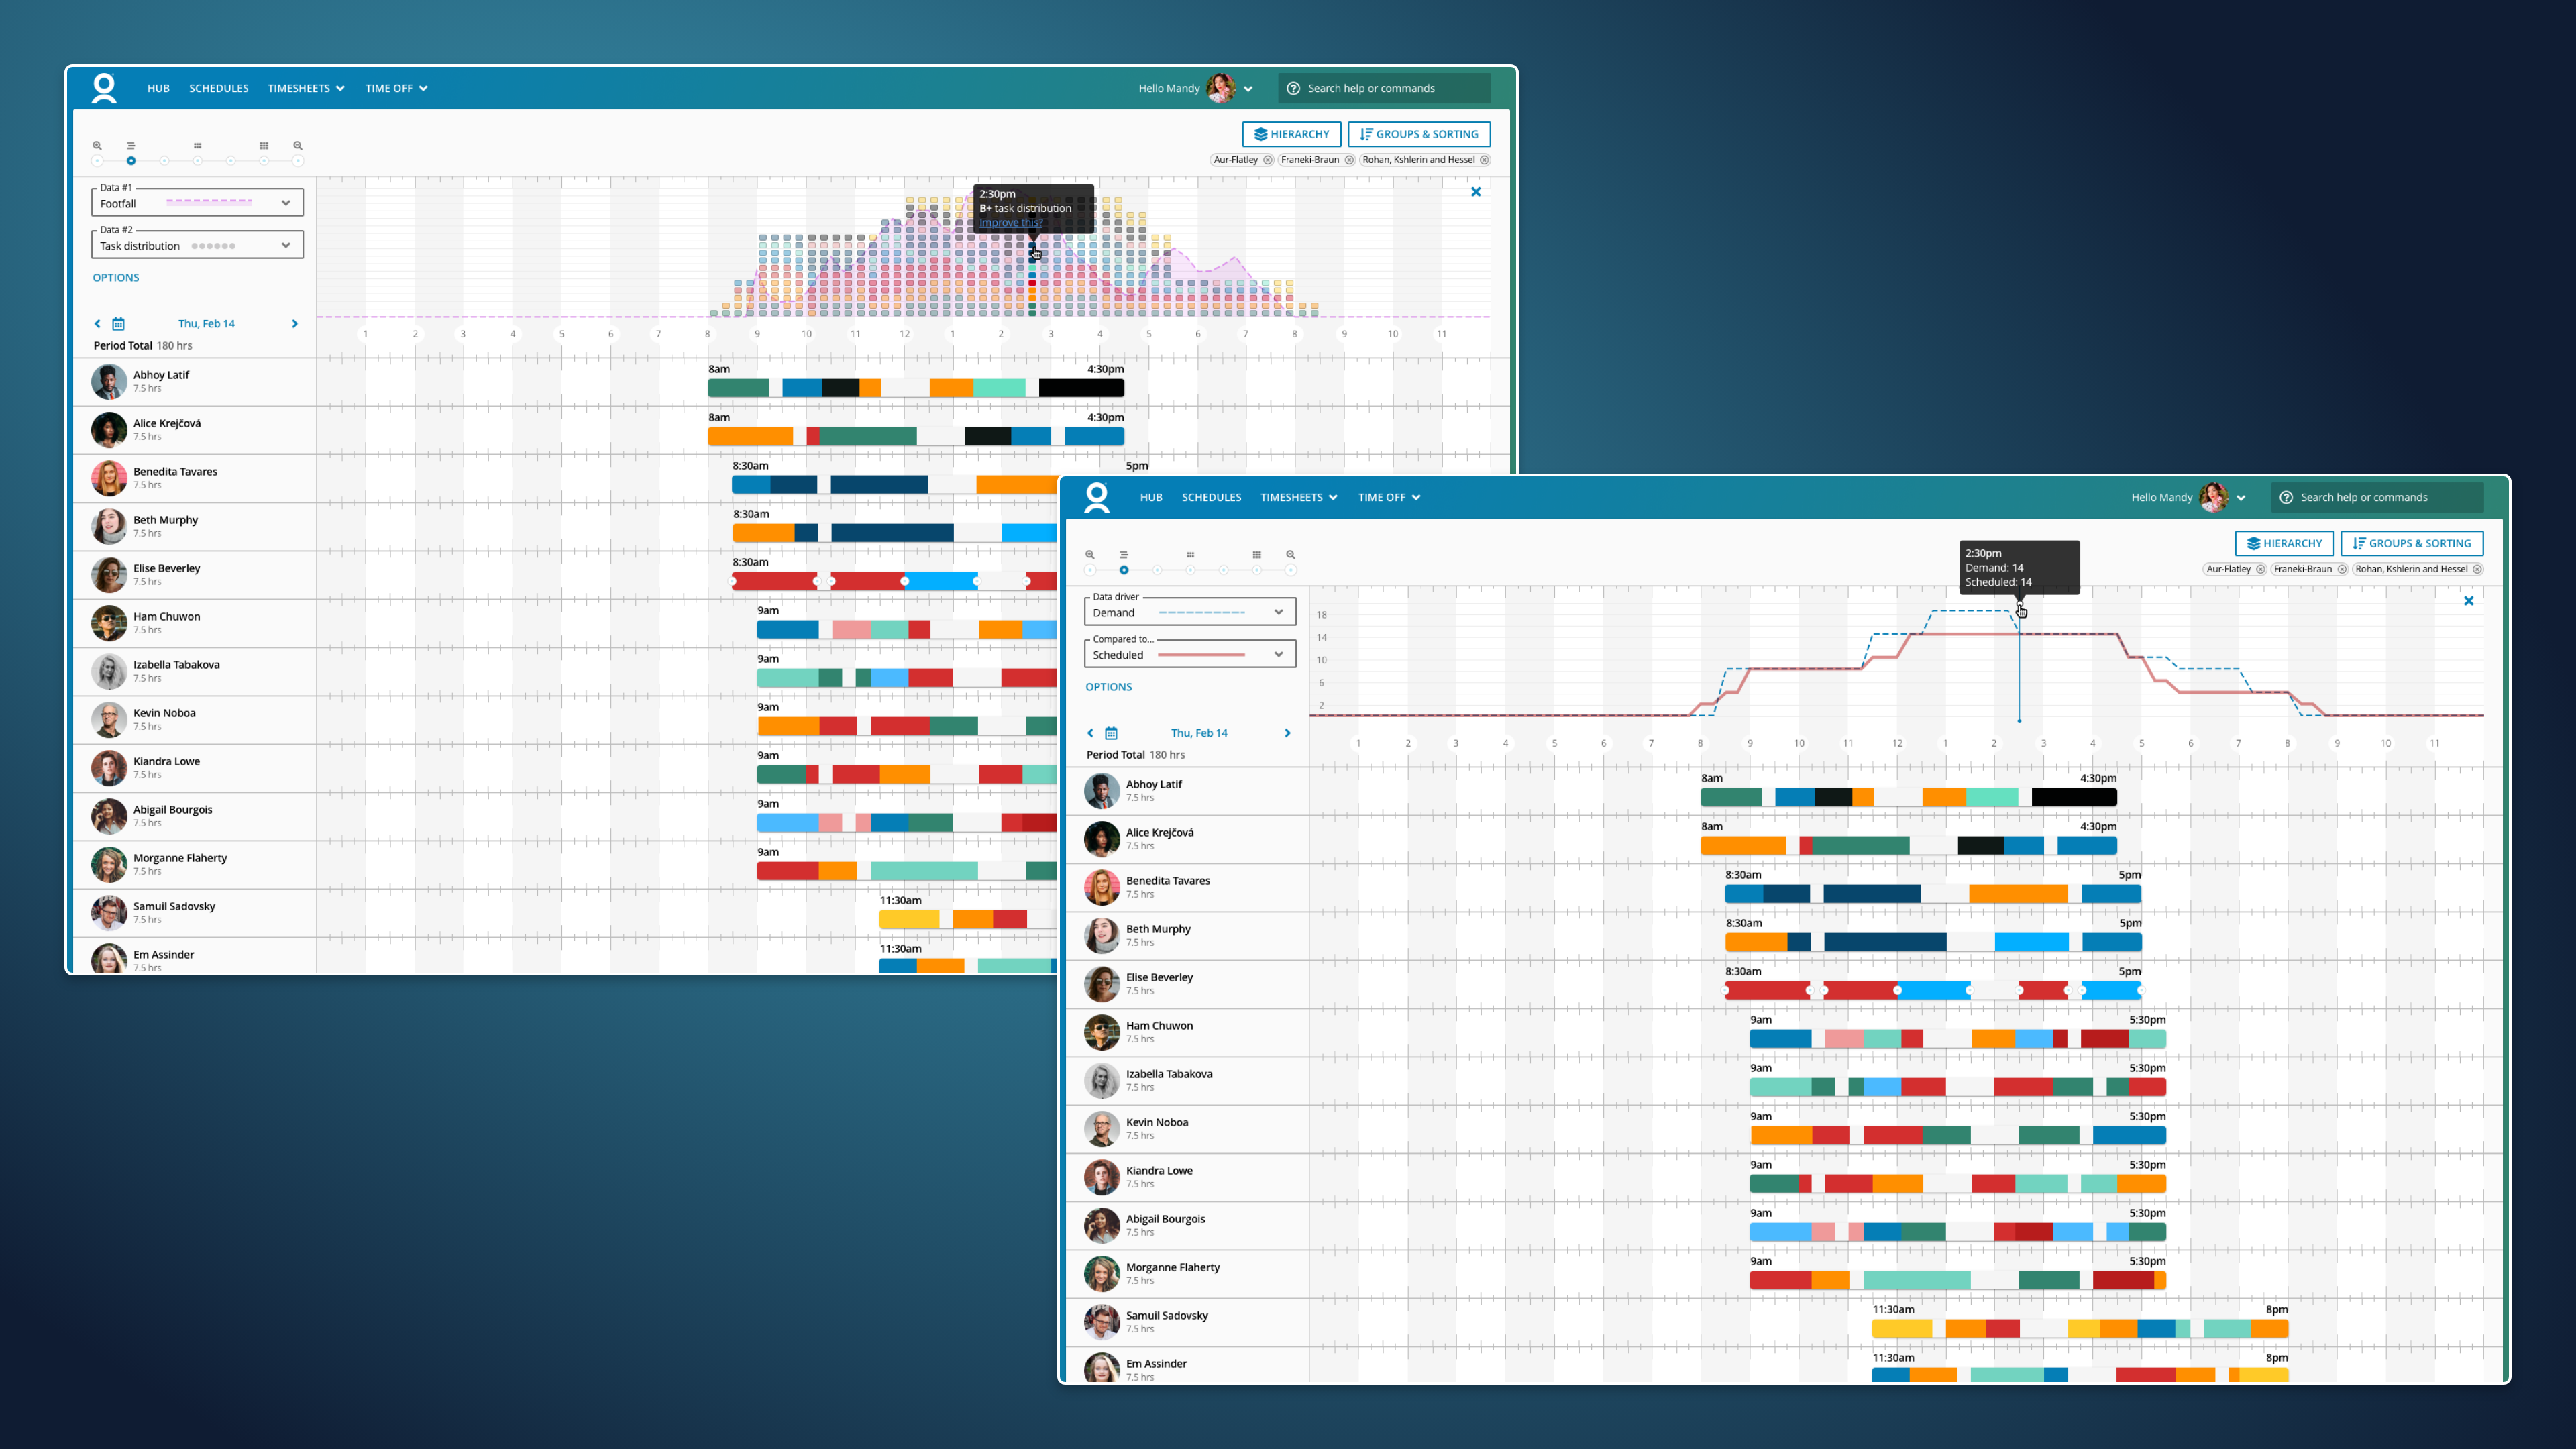 HUB SCHEDULES TIMESHEETS TIME OFF
Hello Mandy
Search help or commands
HIERARCHY
GROUPS & SORTING
Aur-Flatley
Franeki-Braun
Rohan, Kshlerin and Hessel
Data #1
Footfall
Data #2
Task distribution
OPTIONS
2:30pm
B+ task distribution
Improve this?
Thu, Feb 14
Period Total 180 hrs
1 2 3 4 5 6 7 8 9 10 11 12 1 2 3 4 5 6 7 8 9 10 11
Abhoy Latif
7.5 hrs
8am 4:30pm
Alice Krejčová
7.5 hrs
8am 4:30pm
Benedita Tavares
7.5 hrs
8:30am 5pm
Beth Murphy
7.5 hrs
8:30am
Elise Beverley
7.5 hrs
8:30am
Ham Chuwon
7.5 hrs
9am
Izabella Tabakova
7.5 hrs
9am
Kevin Noboa
7.5 hrs
9am
Kiandra Lowe
7.5 hrs
9am
Abigail Bourgois
7.5 hrs
9am
Morganne Flaherty
7.5 hrs
9am
Samuil Sadovsky
7.5 hrs
11:30am
Em Assinder
7.5 hrs
11:30am
HUB SCHEDULES TIMESHEETS TIME OFF
Hello Mandy
Search help or commands
HIERARCHY
GROUPS & SORTING
Aur-Flatley
Franeki-Braun
Rohan, Kshlerin and Hessel
2:30pm
Demand: 14
Scheduled: 14
Data driver
Demand
Compared to...
Scheduled
OPTIONS
18
14
10
6
2
Thu, Feb 14
Period Total 180 hrs
1 2 3 4 5 6 7 8 9 10 11 12 1 2 3 4 5 6 7 8 9 10 11
Abhoy Latif
7.5 hrs
8am 4:30pm
Alice Krejčová
7.5 hrs
8am 4:30pm
Benedita Tavares
7.5 hrs
8:30am 5pm
Beth Murphy
7.5 hrs
8:30am 5pm
Elise Beverley
7.5 hrs
8:30am 5pm
Ham Chuwon
7.5 hrs
9am 5:30pm
Izabella Tabakova
7.5 hrs
9am 5:30pm
Kevin Noboa
7.5 hrs
9am 5:30pm
Kiandra Lowe
7.5 hrs
9am 5:30pm
Abigail Bourgois
7.5 hrs
9am 5:30pm
Morganne Flaherty
7.5 hrs
9am 5:30pm
Samuil Sadovsky
7.5 hrs
11:30am 8pm
Em Assinder
7.5 hrs
11:30am 8pm